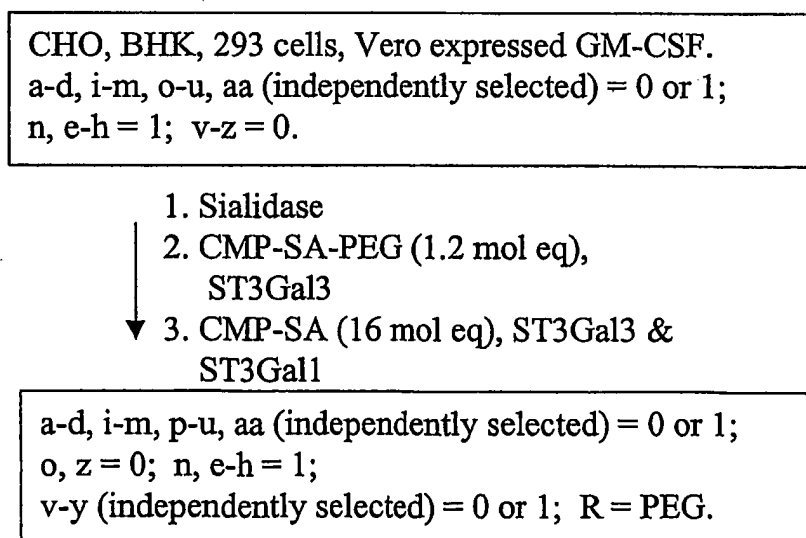 CHO, BHK, 293 cells, Vero expressed GM-CSF.
a-d, i-m, o-u, aa (independently selected) = 0 or 1;
n, e-h = 1; v-z = 0.
1. Sialidase
2. CMP-SA-PEG (1.2 mol eq),
ST3Gal3
3. CMP-SA (16 mol eq), ST3Gal3 &
ST3Gal1
a-d, i-m, p-u, aa (independently selected) = 0 or 1;
o, z = 0; n, e-h = 1;
v-y (independently selected) = 0 or 1; R = PEG.